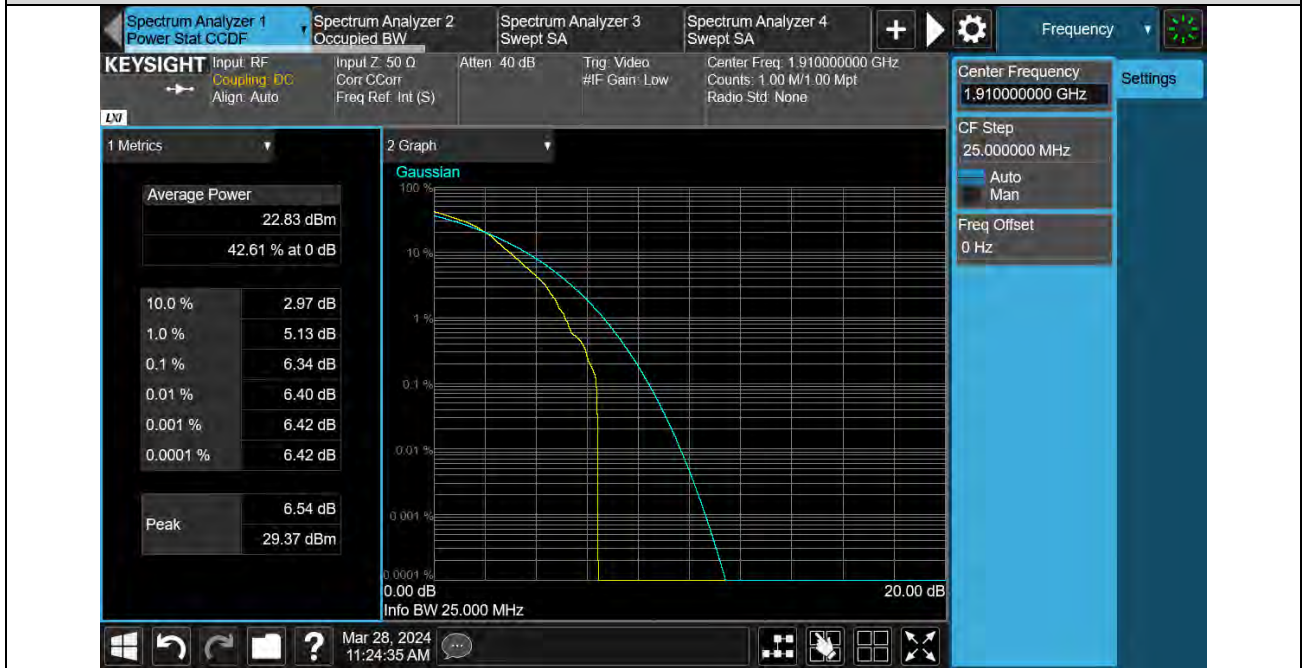 Spectrum Analyzer 1
Power Stat CCDF
Spectrum Analyzer 2
Occupied BW
Spectrum Analyzer 3
Swept SA
Spectrum Analyzer 4
Swept SA
+
Frequency
KEYSIGHT
LXI
Input: RF
Coupling: DC
Align: Auto
Input Z: 50 Ω
Corr CCorr
Freq Ref: Int (S)
Atten: 40 dB
Trig: Video
#IF Gain: Low
Center Freq: 1.910000000 GHz
Counts: 1.00 M/1.00 Mpt
Radio Std: None
Center Frequency
1.910000000 GHz
Settings
CF Step
25.000000 MHz
Auto
Man
Freq Offset
0 Hz
1 Metrics
Average Power
22.83 dBm
42.61 % at 0 dB
10.0 % 2.97 dB
1.0 % 5.13 dB
0.1 % 6.34 dB
0.01 % 6.40 dB
0.001 % 6.42 dB
0.0001 % 6.42 dB
Peak
6.54 dB
29.37 dBm
2 Graph
Gaussian
100 %
10 %
1 %
0.1 %
0.01 %
0.001 %
0.0001 %
0.00 dB 20.00 dB
Info BW 25.000 MHz
?
Mar 28, 2024
11:24:35 AM